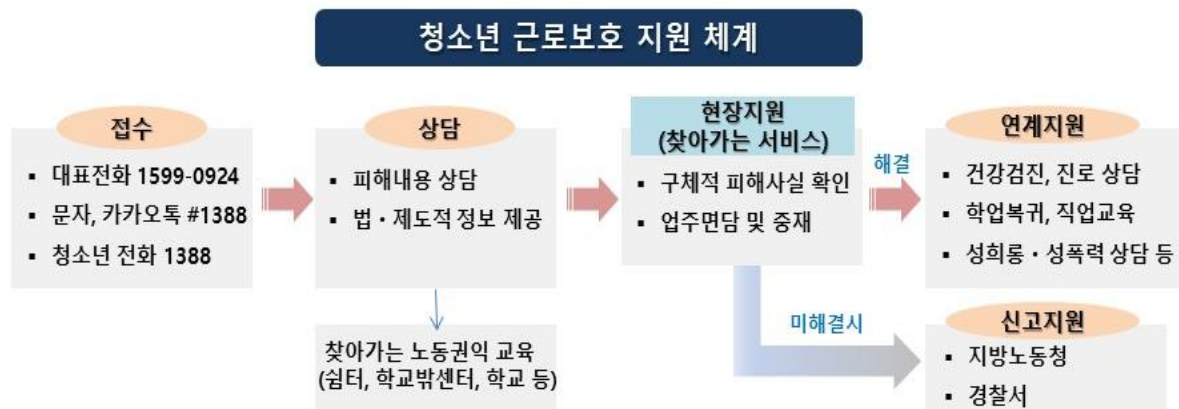 청소년 근로보호 지원 체계
접수
▪ 대표전화 1599-0924
▪ 문자, 카카오톡 #1388
▪ 청소년 전화 1388
상담
▪ 피해내용 상담
▪ 법·제도적 정보 제공
찾아가는 노동권익 교육
(쉼터, 학교밖센터, 학교 등)
현장지원
(찾아가는 서비스)
▪ 구체적 피해사실 확인
▪ 업주면담 및 중재
해결
연계지원
▪ 건강검진, 진로 상담
▪ 학업복귀, 직업교육
▪ 성희롱·성폭력 상담 등
미해결시
신고지원
▪ 지방노동청
▪ 경찰서